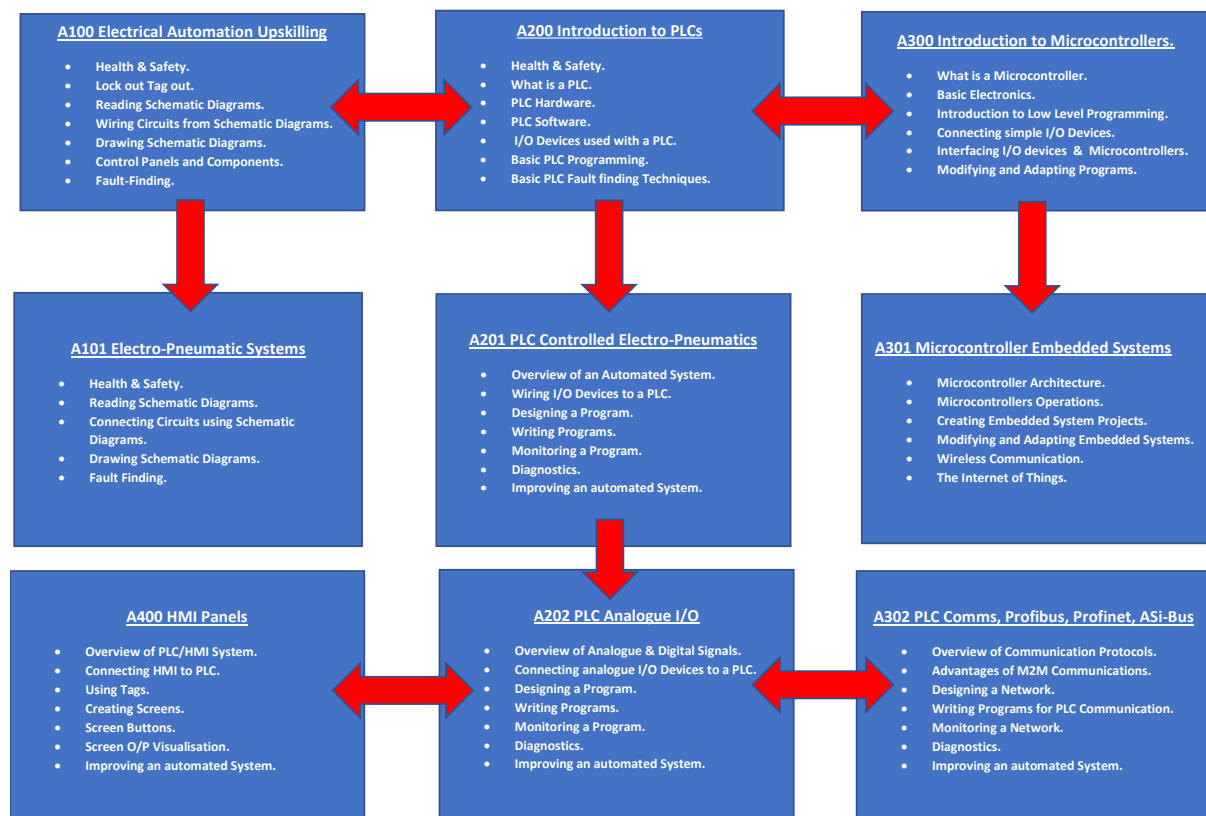 A100 Electrical Automation Upskilling
• Health & Safety.
• Lock out Tag out.
• Reading Schematic Diagrams.
• Wiring Circuits from Schematic Diagrams.
• Drawing Schematic Diagrams.
• Control Panels and Components.
• Fault-Finding.
A200 Introduction to PLCs
• Health & Safety.
• What is a PLC.
• PLC Hardware.
• PLC Software.
• I/O Devices used with a PLC.
• Basic PLC Programming.
• Basic PLC Fault finding Techniques.
A300 Introduction to Microcontrollers.
• What is a Microcontroller.
• Basic Electronics.
• Introduction to Low Level Programming.
• Connecting simple I/O Devices.
• Interfacing I/O devices & Microcontrollers.
• Modifying and Adapting Programs.
A101 Electro-Pneumatic Systems
• Health & Safety.
• Reading Schematic Diagrams.
• Connecting Circuits using Schematic
Diagrams.
• Drawing Schematic Diagrams.
• Fault Finding.
A201 PLC Controlled Electro-Pneumatics
• Overview of an Automated System.
• Wiring I/O Devices to a PLC.
• Designing a Program.
• Writing Programs.
• Monitoring a Program.
• Diagnostics.
• Improving an automated System.
A301 Microcontroller Embedded Systems
• Microcontroller Architecture.
• Microcontrollers Operations.
• Creating Embedded System Projects.
• Modifying and Adapting Embedded Systems.
• Wireless Communication.
• The Internet of Things.
A400 HMI Panels
• Overview of PLC/HMI System.
• Connecting HMI to PLC.
• Using Tags.
• Creating Screens.
• Screen Buttons.
• Screen O/P Visualisation.
• Improving an automated System.
A202 PLC Analogue I/O
• Overview of Analogue & Digital Signals.
• Connecting analogue I/O Devices to a PLC.
• Designing a Program.
• Writing Programs.
• Monitoring a Program.
• Diagnostics.
• Improving an automated System.
A302 PLC Comms, Profibus, Profinet, ASi-Bus
• Overview of Communication Protocols.
• Advantages of M2M Communications.
• Designing a Network.
• Writing Programs for PLC Communication.
• Monitoring a Network.
• Diagnostics.
• Improving an automated System.